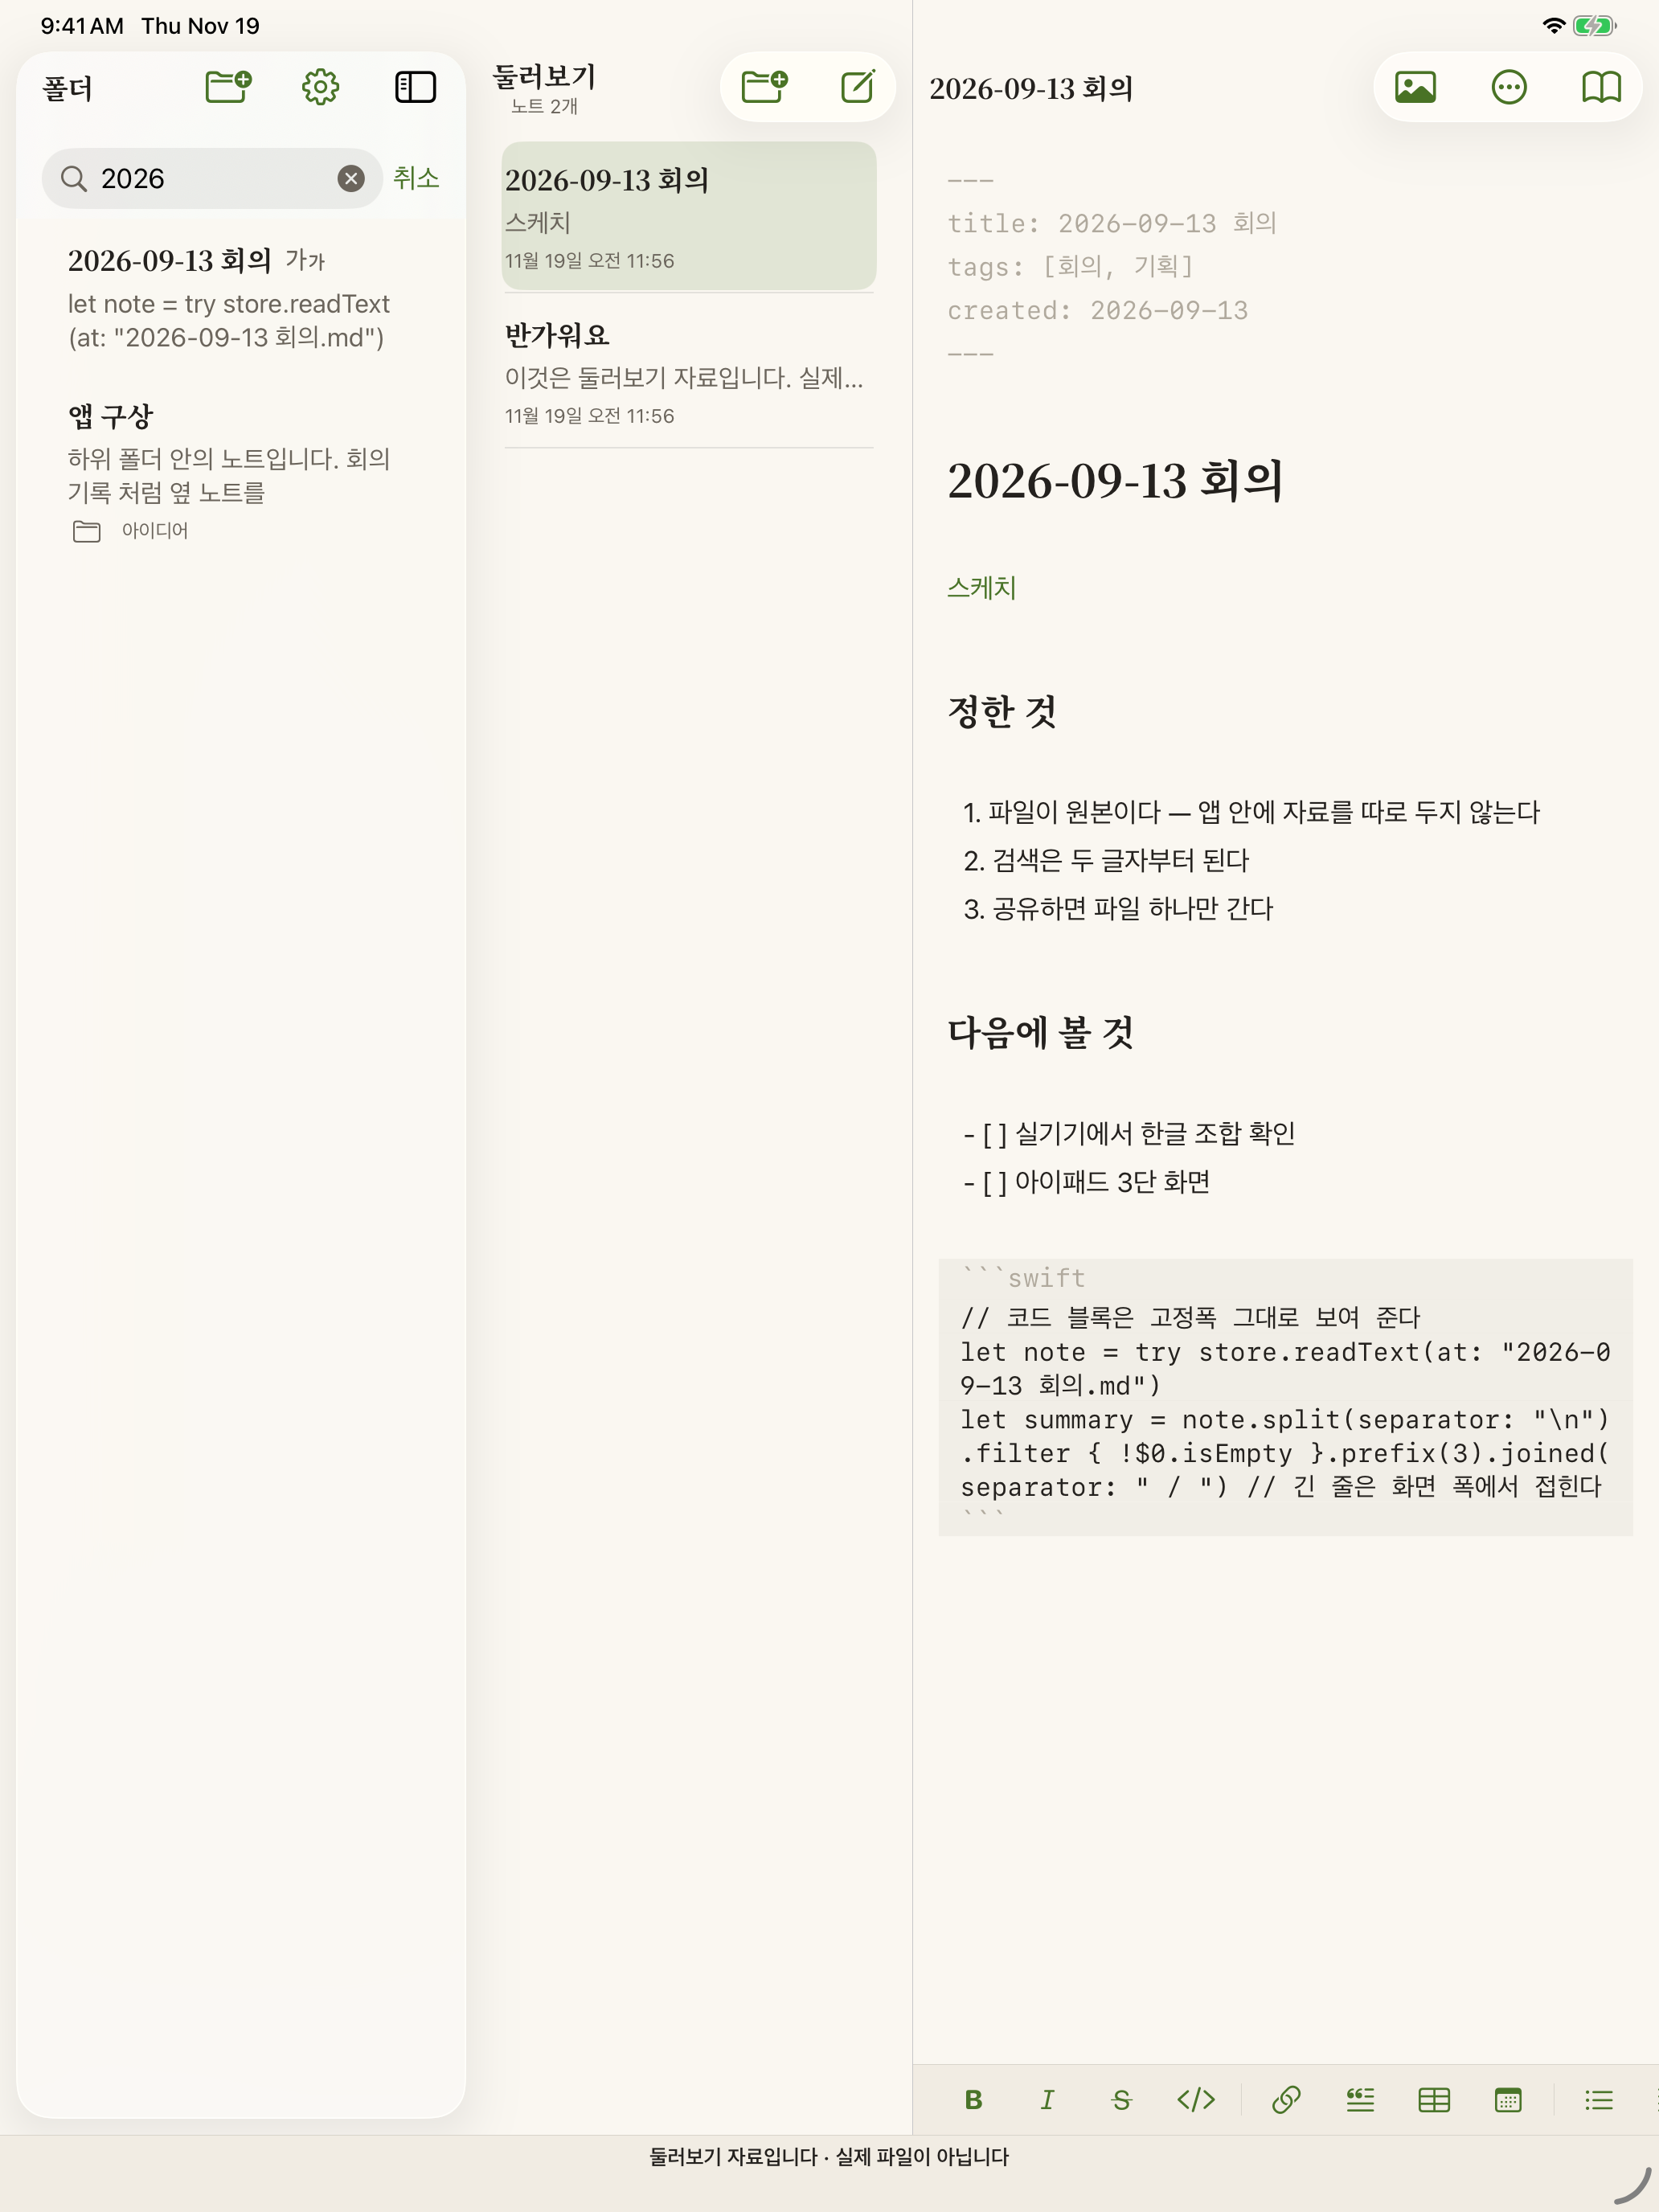 9:41 AM Thu Nov 19
폴더
2026
취소
2026-09-13 회의 가가
let note = try store.readText
(at: "2026-09-13 회의.md")
앱 구상
하위 폴더 안의 노트입니다. 회의
기록 처럼 옆 노트를
아이디어
둘러보기
노트 2개
2026-09-13 회의
스케치
11월 19일 오전 11:56
반가워요
이것은 둘러보기 자료입니다. 실제...
11월 19일 오전 11:56
2026-09-13 회의
---
title: 2026-09-13 회의
tags: [회의, 기획]
created: 2026-09-13
---
2026-09-13 회의
스케치
정한 것
1. 파일이 원본이다 — 앱 안에 자료를 따로 두지 않는다
2. 검색은 두 글자부터 된다
3. 공유하면 파일 하나만 간다
다음에 볼 것
- [ ] 실기기에서 한글 조합 확인
- [ ] 아이패드 3단 화면
```swift
// 코드 블록은 고정폭 그대로 보여 준다
let note = try store.readText(at: "2026-0
9-13 회의.md")
let summary = note.split(separator: "\n")
.filter { !$0.isEmpty }.prefix(3).joined(
separator: " / ") // 긴 줄은 화면 폭에서 접힌다
```
B I S </>
둘러보기 자료입니다 · 실제 파일이 아닙니다